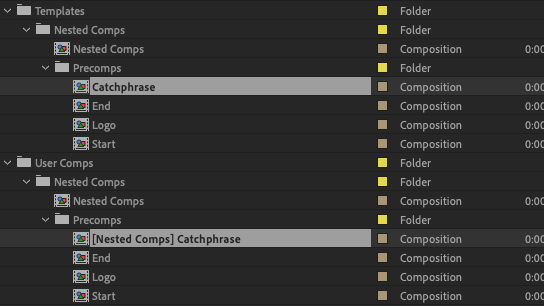 Templates Folder
Nested Comps Folder
Nested Comps Composition 0:00
Precomps Folder
Catchphrase Composition 0:00
End Composition 0:00
Logo Composition 0:00
Start Composition 0:00
User Comps Folder
Nested Comps Folder
Nested Comps Composition 0:00
Precomps Folder
[Nested Comps] Catchphrase Composition 0:00
End Composition 0:00
Logo Composition 0:00
Start Composition 0:00